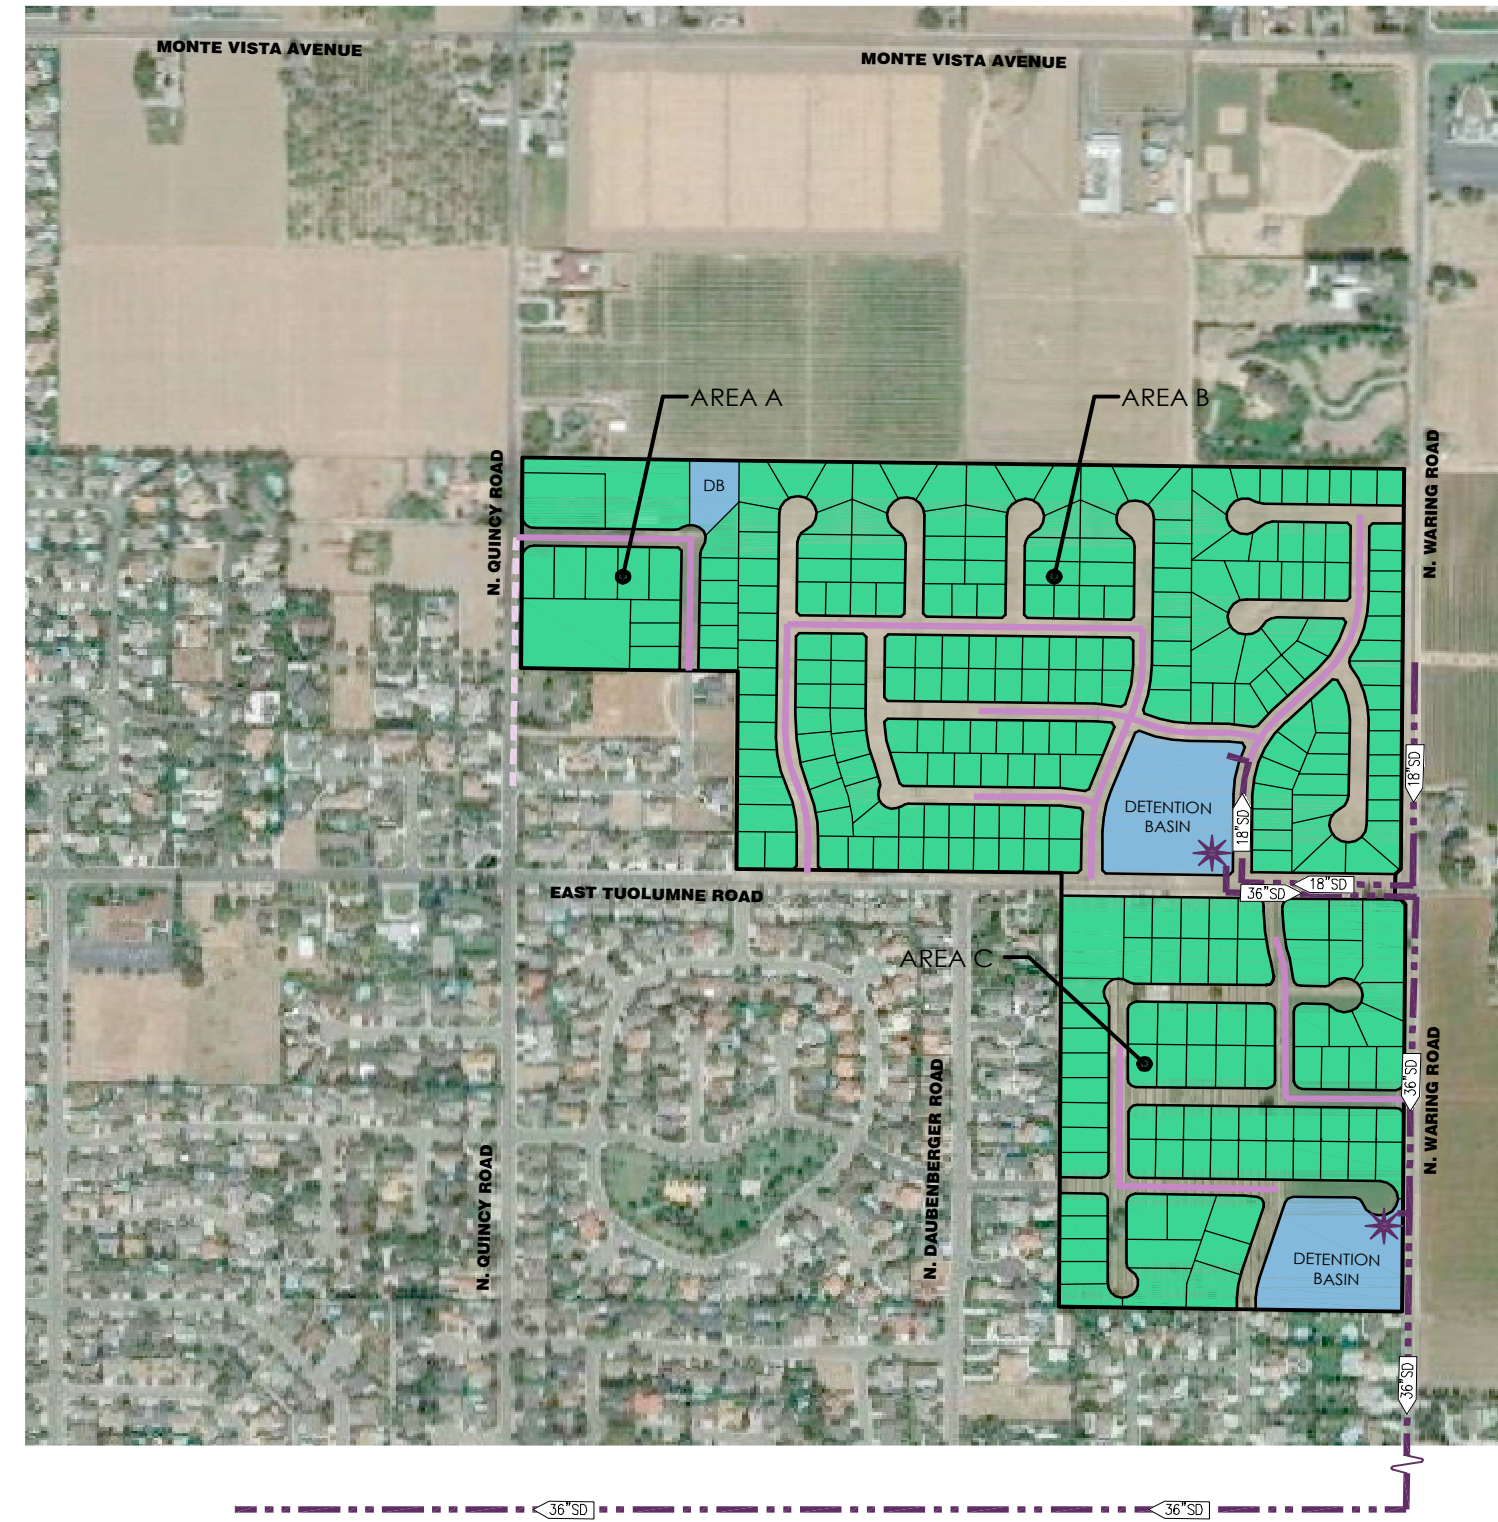 MONTE VISTA AVENUE
MONTE VISTA AVENUE
AREA A
AREA B
N. QUINCY ROAD
DB
N. WARING ROAD
18"SD
DETENTION
BASIN
18"SD
18"SD
36"SD
EAST TUOLUMNE ROAD
AREA C
36"SD
N. WARING ROAD
N. DAUBENBERGER ROAD
N. QUINCY ROAD
DETENTION
BASIN
36"SD
36"SD
36"SD